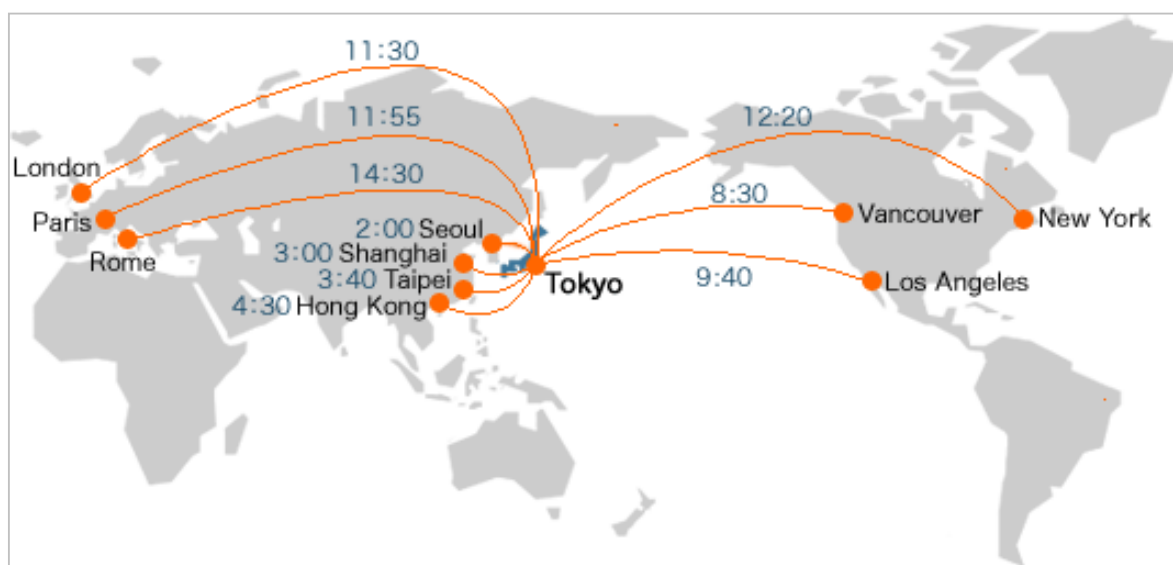 11:30
11:55
14:30
12:20
8:30
9:40
London
Paris
Rome
2:00 Seoul
3:00 Shanghai
3:40 Taipei
4:30 Hong Kong
Tokyo
Vancouver
New York
Los Angeles